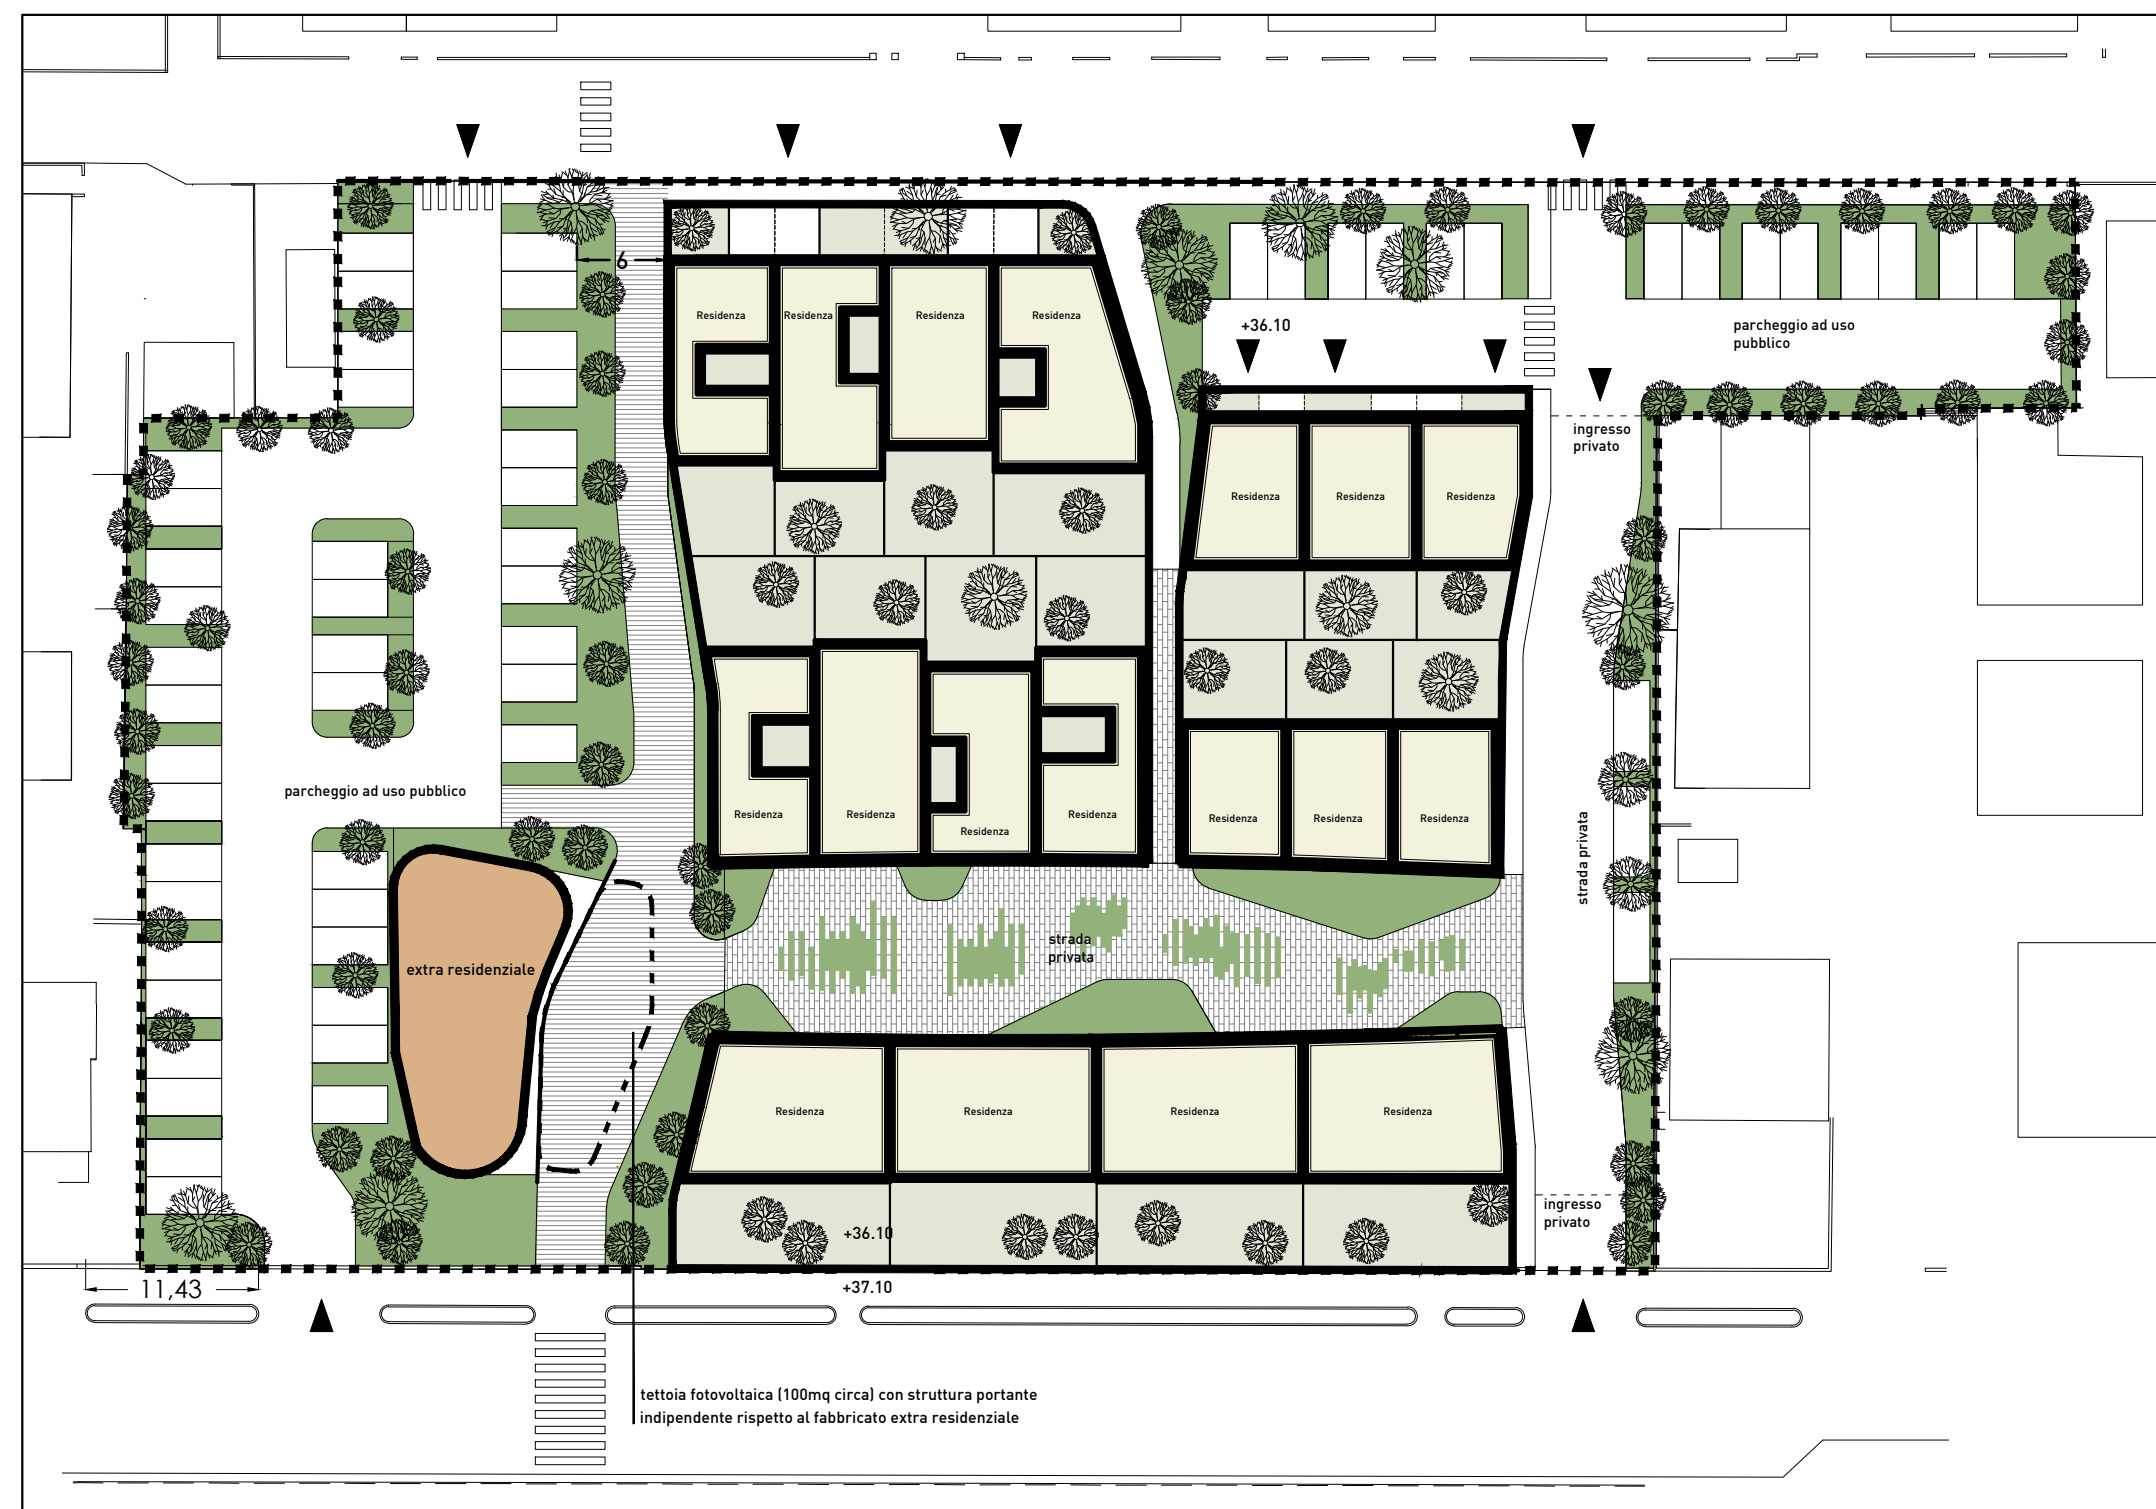 6
Residenza
Residenza
Residenza
Residenza
+36.10
parcheggio ad uso
pubblico
ingresso
privato
Residenza
Residenza
Residenza
parcheggio ad uso pubblico
Residenza
Residenza
Residenza
Residenza
Residenza
Residenza
Residenza
strada privata
extra residenziale
strada
privata
Residenza
Residenza
Residenza
Residenza
ingresso
privato
+36.10
11,43
+37.10
tettoia fotovoltaica (100mq circa) con struttura portante
indipendente rispetto al fabbricato extra residenziale